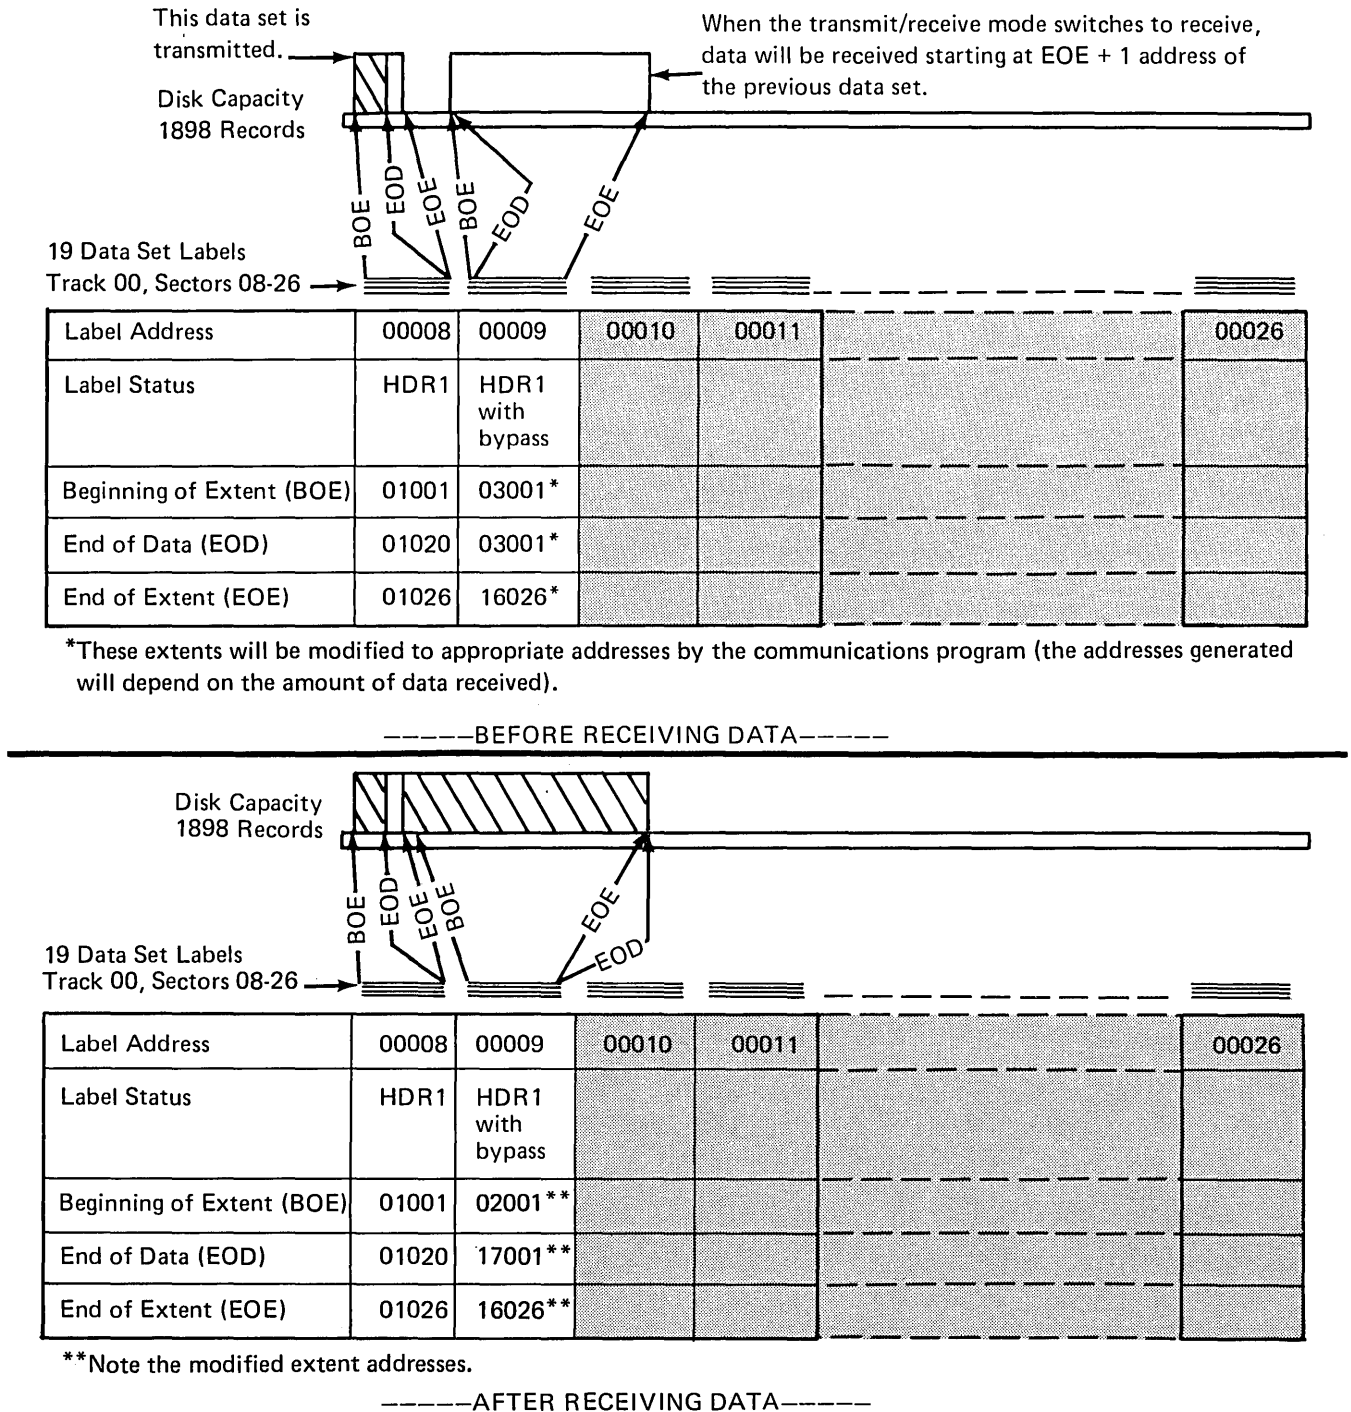 This data set is
transmitted.
When the transmit/receive mode switches to receive,
data will be received starting at EOE + 1 address of
the previous data set.
Disk Capacity
1898 Records
BOE
EOD
EOE
BOE
EOD
EOE
19 Data Set Labels
Track 00, Sectors 08-26
Label Address 00008 00009 00010 00011 00026
Label Status HDR1 HDR1
with
bypass
Beginning of Extent (BOE) 01001 03001*
End of Data (EOD) 01020 03001*
End of Extent (EOE) 01026 16026*
*These extents will be modified to appropriate addresses by the communications program (the addresses generated
will depend on the amount of data received).
-----BEFORE RECEIVING DATA-----
Disk Capacity
1898 Records
BOE
EOD
EOE
BOE
EOE
EOD
19 Data Set Labels
Track 00, Sectors 08-26
Label Address 00008 00009 00010 00011 00026
Label Status HDR1 HDR1
with
bypass
Beginning of Extent (BOE) 01001 02001**
End of Data (EOD) 01020 17001**
End of Extent (EOE) 01026 16026**
**Note the modified extent addresses.
-----AFTER RECEIVING DATA-----